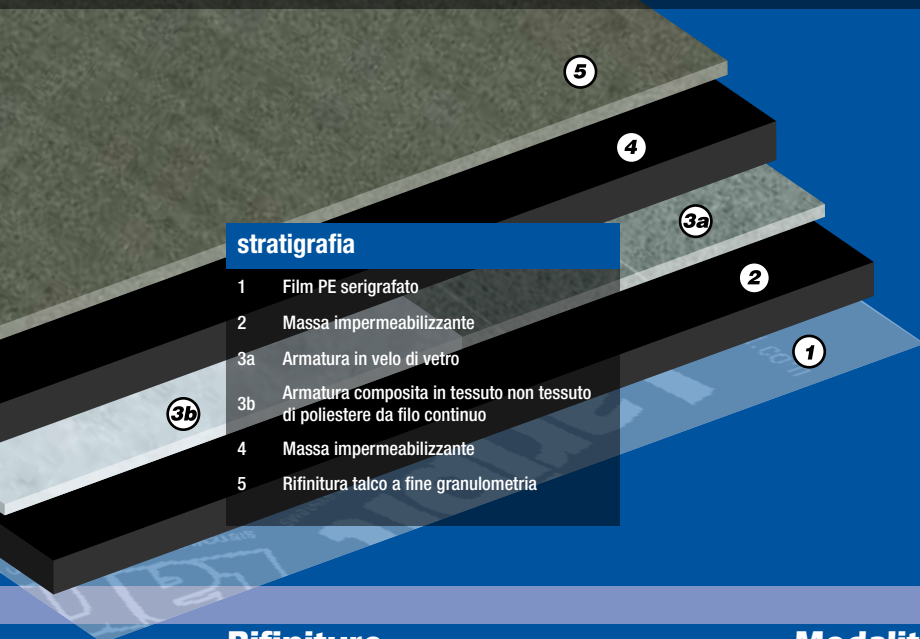 5
4
3a
stratigrafia
2
1 Film PE serigrafato
2 Massa impermeabilizzante
1
3a Armatura in velo di vetro
3b Armatura composita in tessuto non tessuto
di poliestere da filo continuo
3b
4 Massa impermeabilizzante
5 Rifinitura talco a fine granulometria